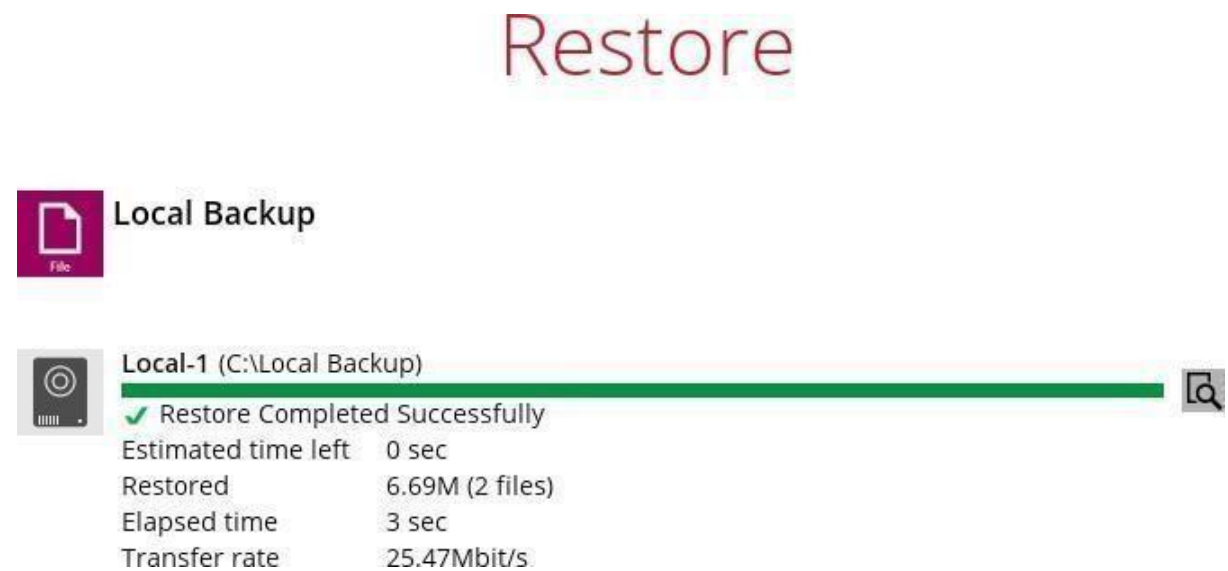 Restore
Local Backup
File
Local-1 (C:\Local Backup)
Restore Completed Successfully
Estimated time left 0 sec
Restored 6.69M (2 files)
Elapsed time 3 sec
Transfer rate 25.47Mbit/s